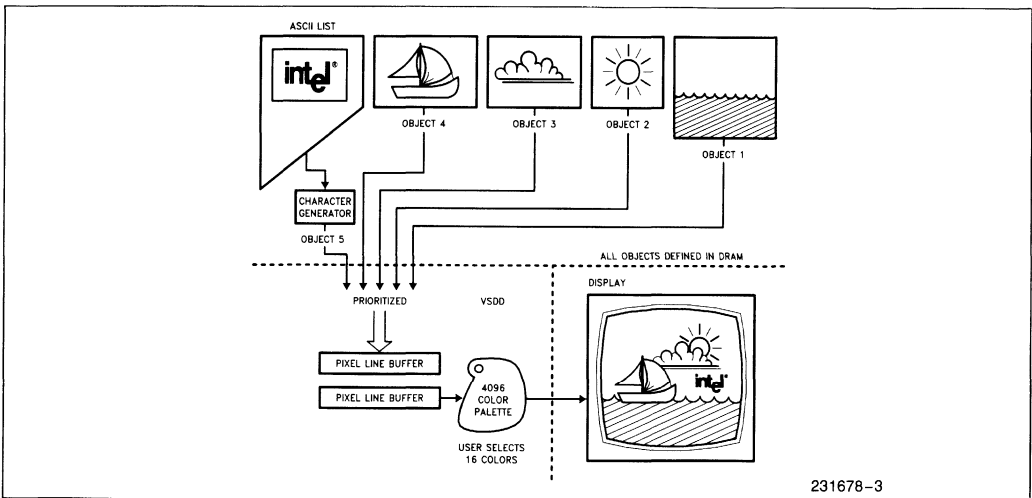 ASCII LIST
intel®
OBJECT 4
OBJECT 3
OBJECT 2
OBJECT 1
CHARACTER
GENERATOR
OBJECT 5
ALL OBJECTS DEFINED IN DRAM
PRIORITIZED
VSDD
DISPLAY
PIXEL LINE BUFFER
PIXEL LINE BUFFER
4096
COLOR
PALETTE
USER SELECTS
16 COLORS
intel
231678-3